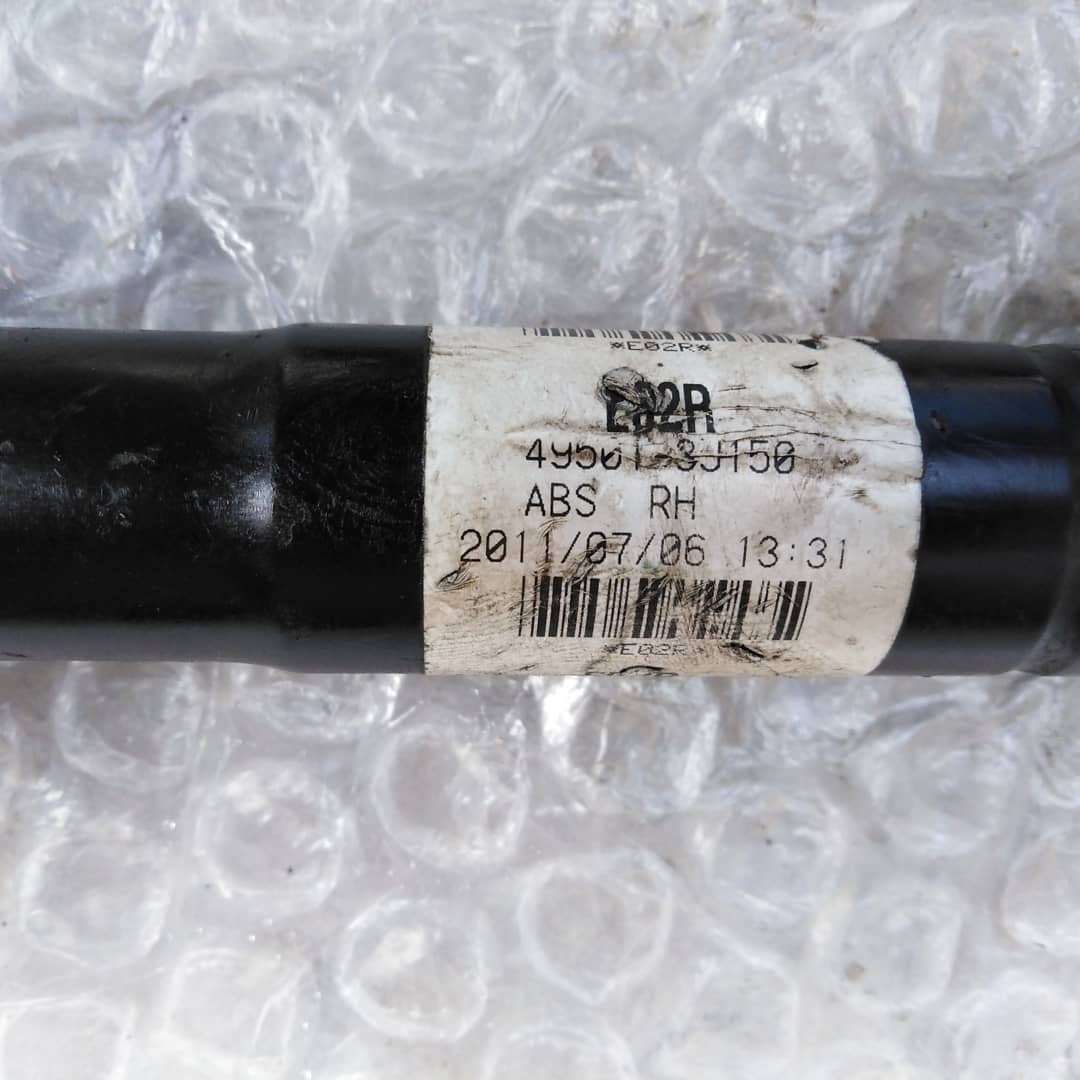 *E02R*
E02R
49501-3J150
ABS RH
2011/07/06 13:31
*E02R*